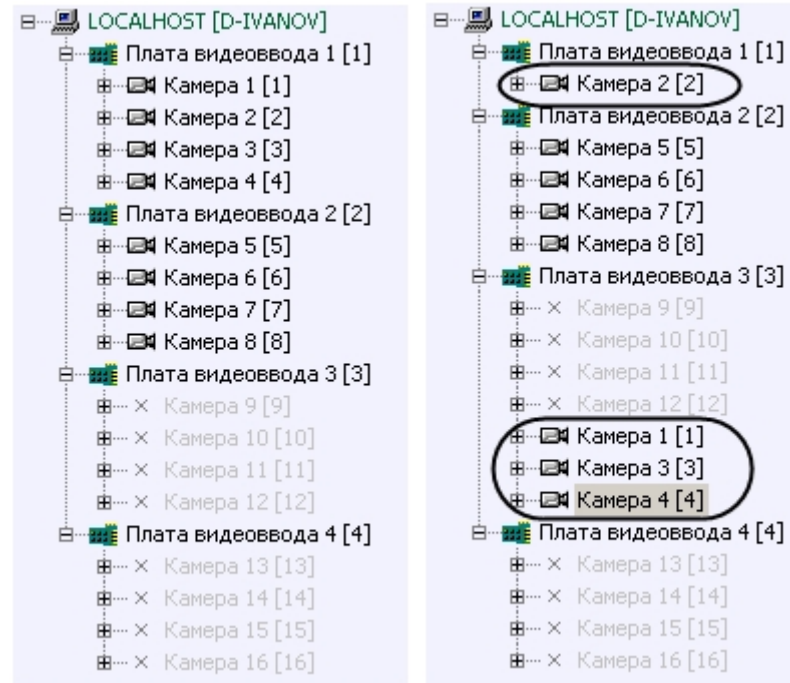 LOCALHOST [D-IVANOV]
Плата видеоввода 1 [1]
Камера 1 [1]
Камера 2 [2]
Камера 3 [3]
Камера 4 [4]
Плата видеоввода 2 [2]
Камера 5 [5]
Камера 6 [6]
Камера 7 [7]
Камера 8 [8]
Плата видеоввода 3 [3]
Камера 9 [9]
Камера 10 [10]
Камера 11 [11]
Камера 12 [12]
Плата видеоввода 4 [4]
Камера 13 [13]
Камера 14 [14]
Камера 15 [15]
Камера 16 [16]
LOCALHOST [D-IVANOV]
Плата видеоввода 1 [1]
Камера 2 [2]
Плата видеоввода 2 [2]
Камера 5 [5]
Камера 6 [6]
Камера 7 [7]
Камера 8 [8]
Плата видеоввода 3 [3]
Камера 9 [9]
Камера 10 [10]
Камера 11 [11]
Камера 12 [12]
Камера 1 [1]
Камера 3 [3]
Камера 4 [4]
Плата видеоввода 4 [4]
Камера 13 [13]
Камера 14 [14]
Камера 15 [15]
Камера 16 [16]